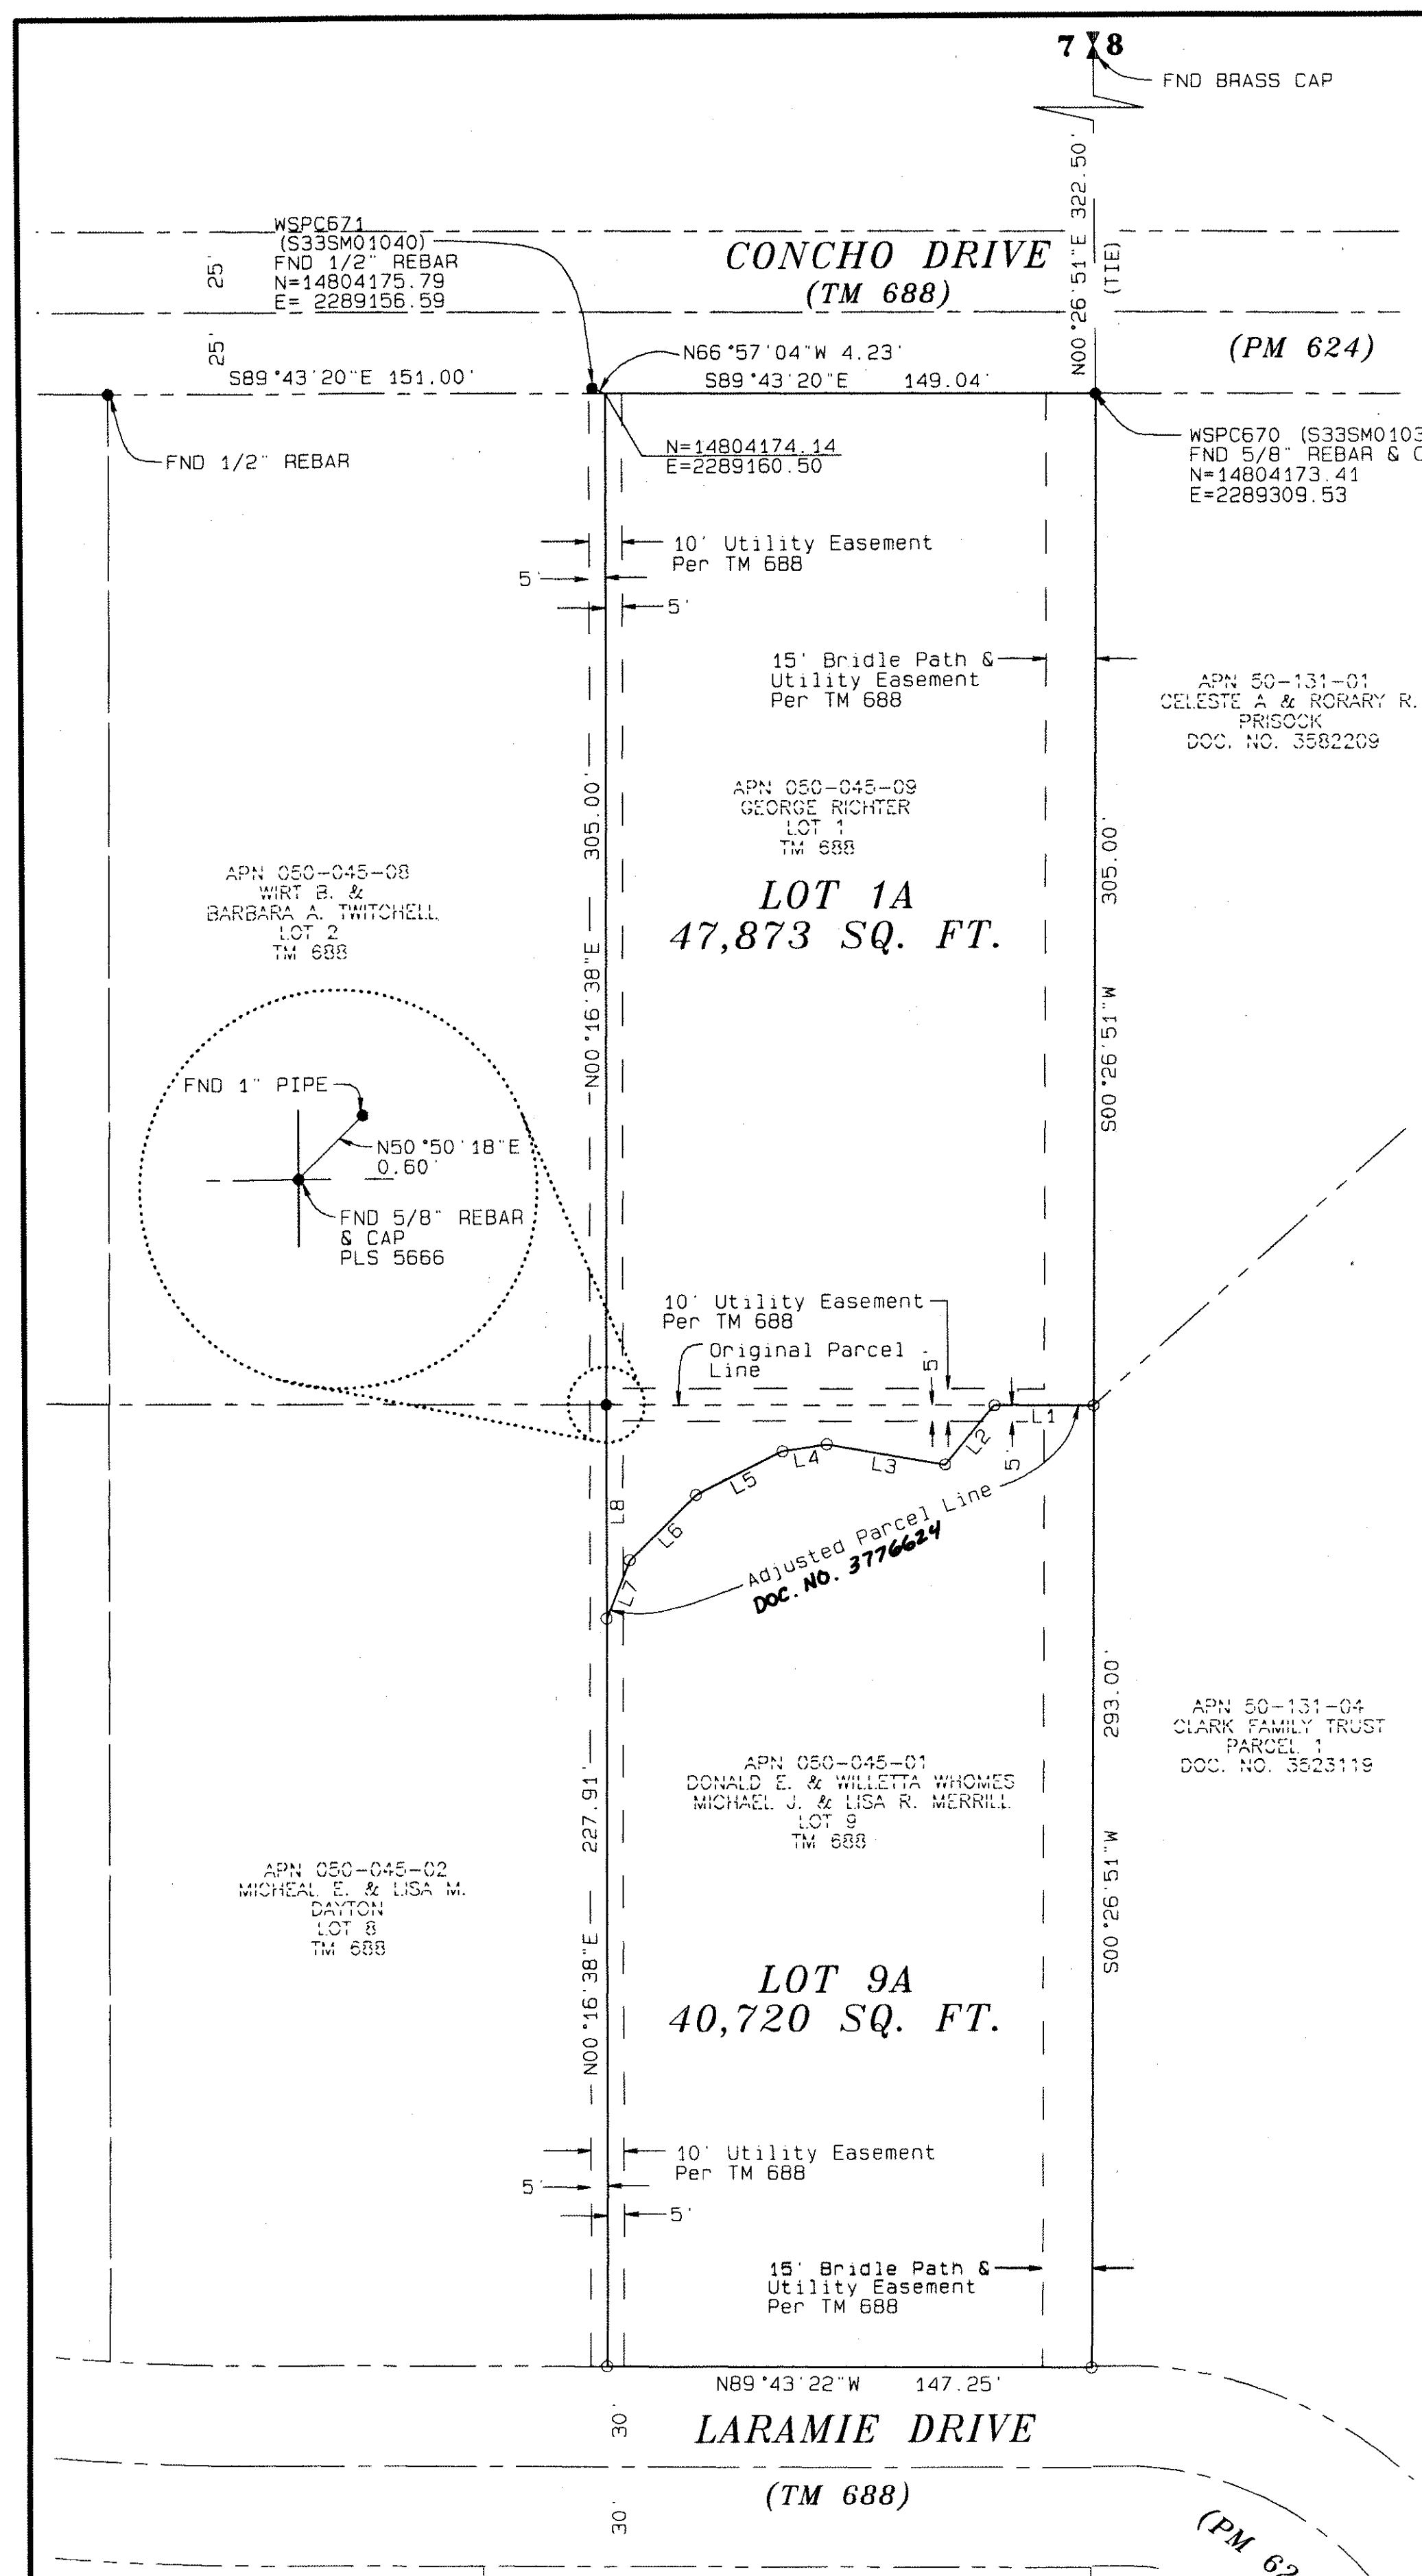 7 8
FND BRASS CAP
N00°26'51"E 322.50'
(TIE)
WSPC671
(S33SM01040)
FND 1/2" REBAR
N=14804175.79
E= 2289156.59
25'
25'
CONCHO DRIVE
(TM 688)
(PM 624)
N66°57'04"W 4.23'
S89°43'20"E 151.00'
S89°43'20"E 149.04'
FND 1/2" REBAR
N=14804174.14
E=2289160.50
WSPC670 (S33SM0103
FND 5/8" REBAR &
N=14804173.41
E=2289309.53
10' Utility Easement
Per TM 688
5'
5'
15' Bridle Path &
Utility Easement
Per TM 688
APN 50-131-01
CELESTE A & RORARY R.
PRISOCK
DOC. NO. 3582209
APN 050-045-09
GEORGE RICHTER
LOT 1
TM 688
LOT 1A
47,873 SQ. FT.
N00°16'38"E 305.00'
305.00'
S00°26'51"W
APN 050-045-08
WIRT B. &
BARBARA A. TWITCHELL
LOT 2
TM 688
FND 1" PIPE
N50°50'18"E
0.60'
FND 5/8" REBAR
& CAP
PLS 5666
10' Utility Easement
Per TM 688
Original Parcel
Line
5'
5'
L1
L2
L3
L4
L5
L6
L7
L8
Adjusted Parcel Line
DOC. NO. 3776624
293.00'
S00°26'51"W
APN 50-131-04
CLARK FAMILY TRUST
PARCEL 1
DOC. NO. 3523119
APN 050-045-01
DONALD E. & WILLETTA WHOMES
MICHAEL J. & LISA R. MERRILL
LOT 9
TM 688
N00°16'38"E 227.91'
APN 050-045-02
MICHEAL E. & LISA M.
DAYTON
LOT 8
TM 688
LOT 9A
40,720 SQ. FT.
10' Utility Easement
Per TM 688
5'
5'
15' Bridle Path &
Utility Easement
Per TM 688
N89°43'22"W 147.25'
30'
LARAMIE DRIVE
(TM 688)
30'
(PM 62